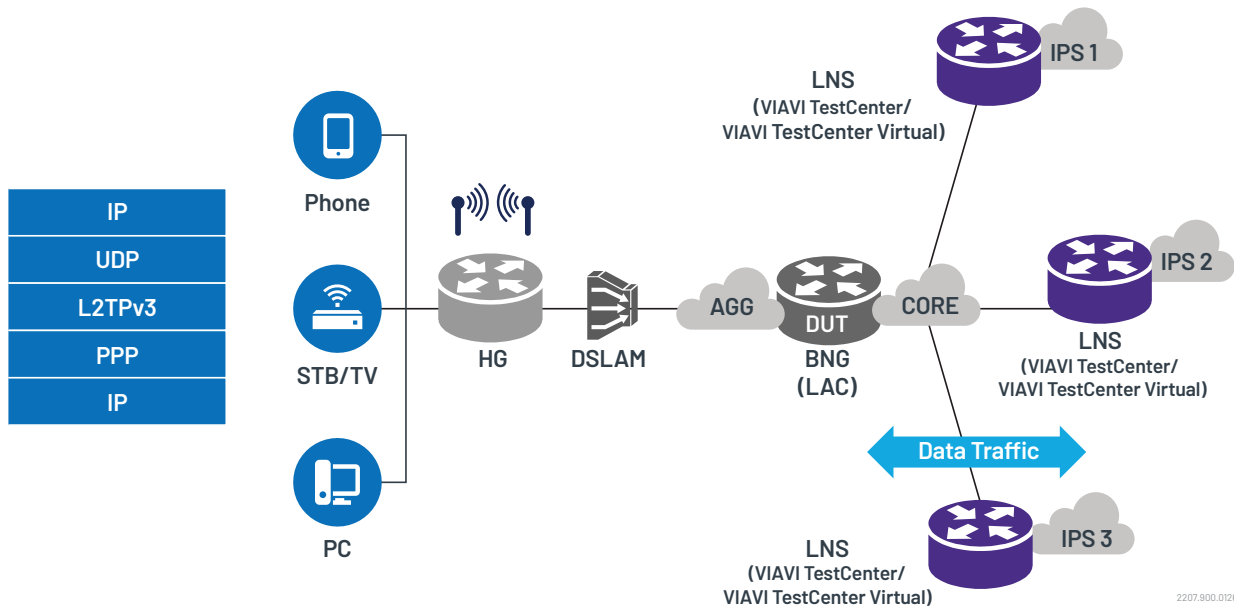 IP
UDP
L2TPv3
PPP
IP
Phone
STB/TV
PC
HG
DSLAM
AGG
DUT
BNG
(LAC)
CORE
LNS
(VIAVI TestCenter/
VIAVI TestCenter Virtual)
IPS 1
IPS 2
LNS
(VIAVI TestCenter/
VIAVI TestCenter Virtual)
Data Traffic
IPS 3
LNS
(VIAVI TestCenter/
VIAVI TestCenter Virtual)